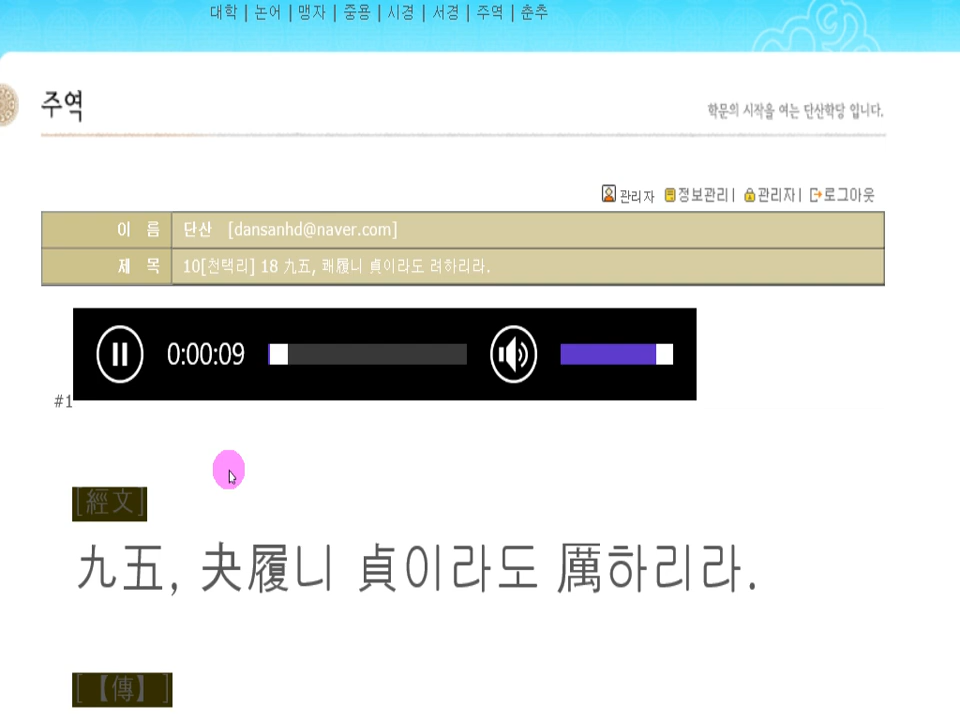 대학 | 논어 | 맹자 | 중용 | 시경 | 서경 | 주역 | 춘추
주역
학문의 시작을 여는 단산학당 입니다.
관리자 정보관리 | 관리자 | 로그아웃
이 름 단산 [dansanhd@naver.com]
제 목 10[천택리] 18 九五, 쾌履니 貞이라도 려하리라.
0:00:09
#1
[經文]
九五, 夬履니 貞이라도 厲하리라.
[【傳】]